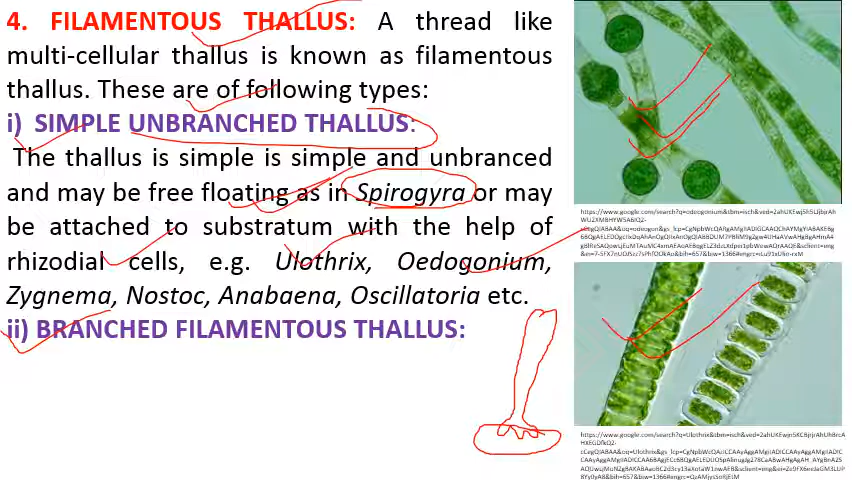 4. FILAMENTOUS THALLUS: A thread like
multi-cellular thallus is known as filamentous
thallus. These are of following types:
i) SIMPLE UNBRANCHED THALLUS:
The thallus is simple is simple and unbranced
and may be free floating as in Spirogyra or may
be attached to substratum with the help of
rhizodial cells, e.g. Ulothrix, Oedogonium,
Zygnema, Nostoc, Anabaena, Oscillatoria etc.
ii) BRANCHED FILAMENTOUS THALLUS: